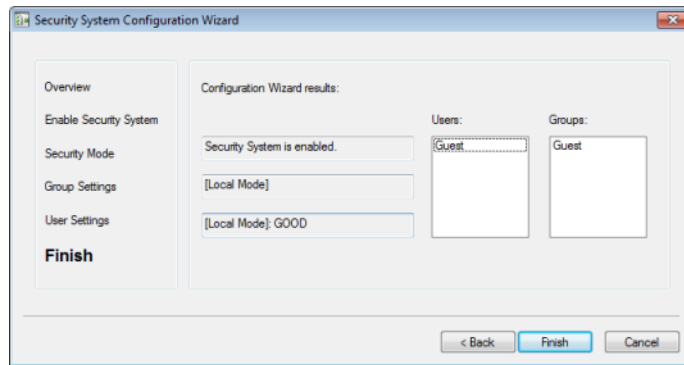 Security System Configuration Wizard
Overview
Enable Security System
Security Mode
Group Settings
User Settings
Finish
Configuration Wizard results:
Security System is enabled.
[Local Mode]
[Local Mode]: GOOD
Users:
Guest
Groups:
Guest
< Back
Finish
Cancel